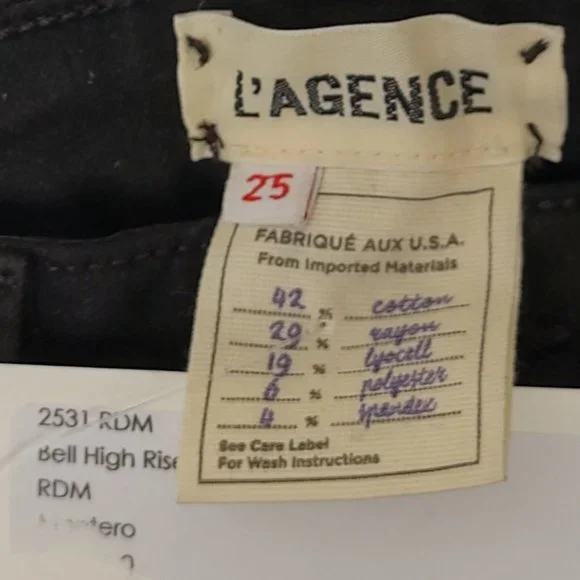 L'AGENCE
25
FABRIQUÉ AUX U.S.A.
From Imported Materials
42 % cotton
29 % rayon
19 % lyocell
6 % polyester
4 % spandex
See Care Label
For Wash Instructions
2531 RDM
Bell High Rise
RDM